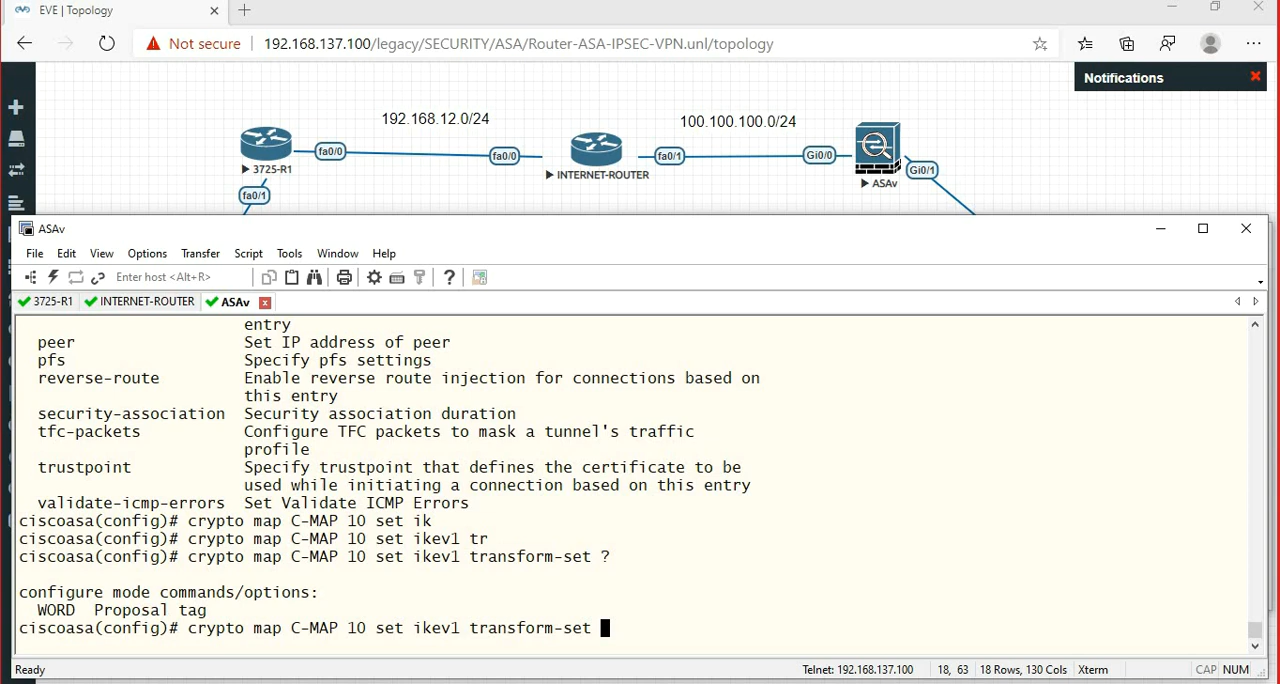 EVE | Topology
Not secure 192.168.137.100/legacy/SECURITY/ASA/Router-ASA-IPSEC-VPN.unl/topology
Notifications
192.168.12.0/24
100.100.100.0/24
fa0/0
fa0/0
fa0/1
Gi0/0
Gi0/1
3725-R1
INTERNET-ROUTER
ASAv
fa0/1
ASAv
File Edit View Options Transfer Script Tools Window Help
Enter host <Alt+R>
3725-R1 INTERNET-ROUTER ASAv
entry
peer Set IP address of peer
pfs Specify pfs settings
reverse-route Enable reverse route injection for connections based on
this entry
security-association Security association duration
tfc-packets Configure TFC packets to mask a tunnel's traffic
profile
trustpoint Specify trustpoint that defines the certificate to be
used while initiating a connection based on this entry
validate-icmp-errors Set Validate ICMP Errors
ciscoasa(config)# crypto map C-MAP 10 set ik
ciscoasa(config)# crypto map C-MAP 10 set ikev1 tr
ciscoasa(config)# crypto map C-MAP 10 set ikev1 transform-set ?
configure mode commands/options:
WORD Proposal tag
ciscoasa(config)# crypto map C-MAP 10 set ikev1 transform-set
Ready Telnet: 192.168.137.100 18, 63 18 Rows, 130 Cols Xterm CAP NUM